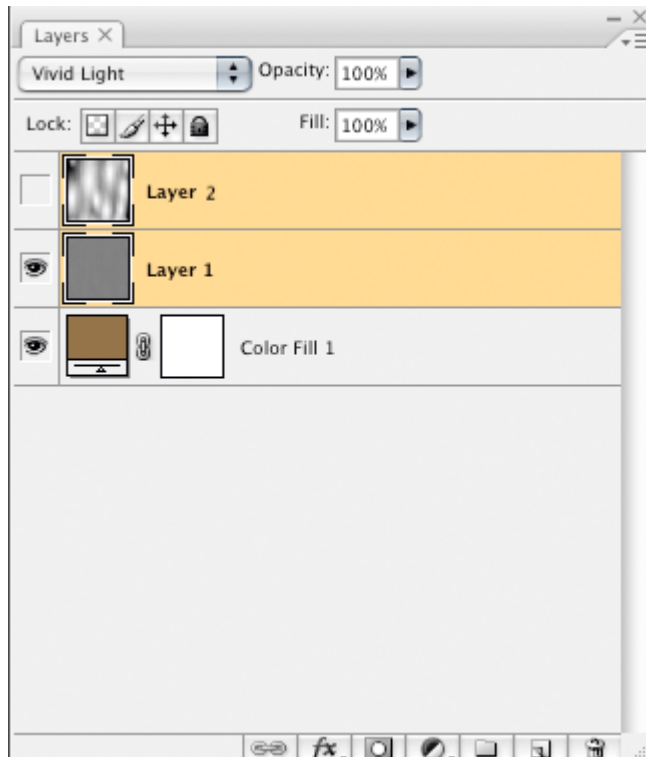 Layers ×
Vivid Light Opacity: 100%
Lock: Fill: 100%
Layer 2
Layer 1
Color Fill 1
fx